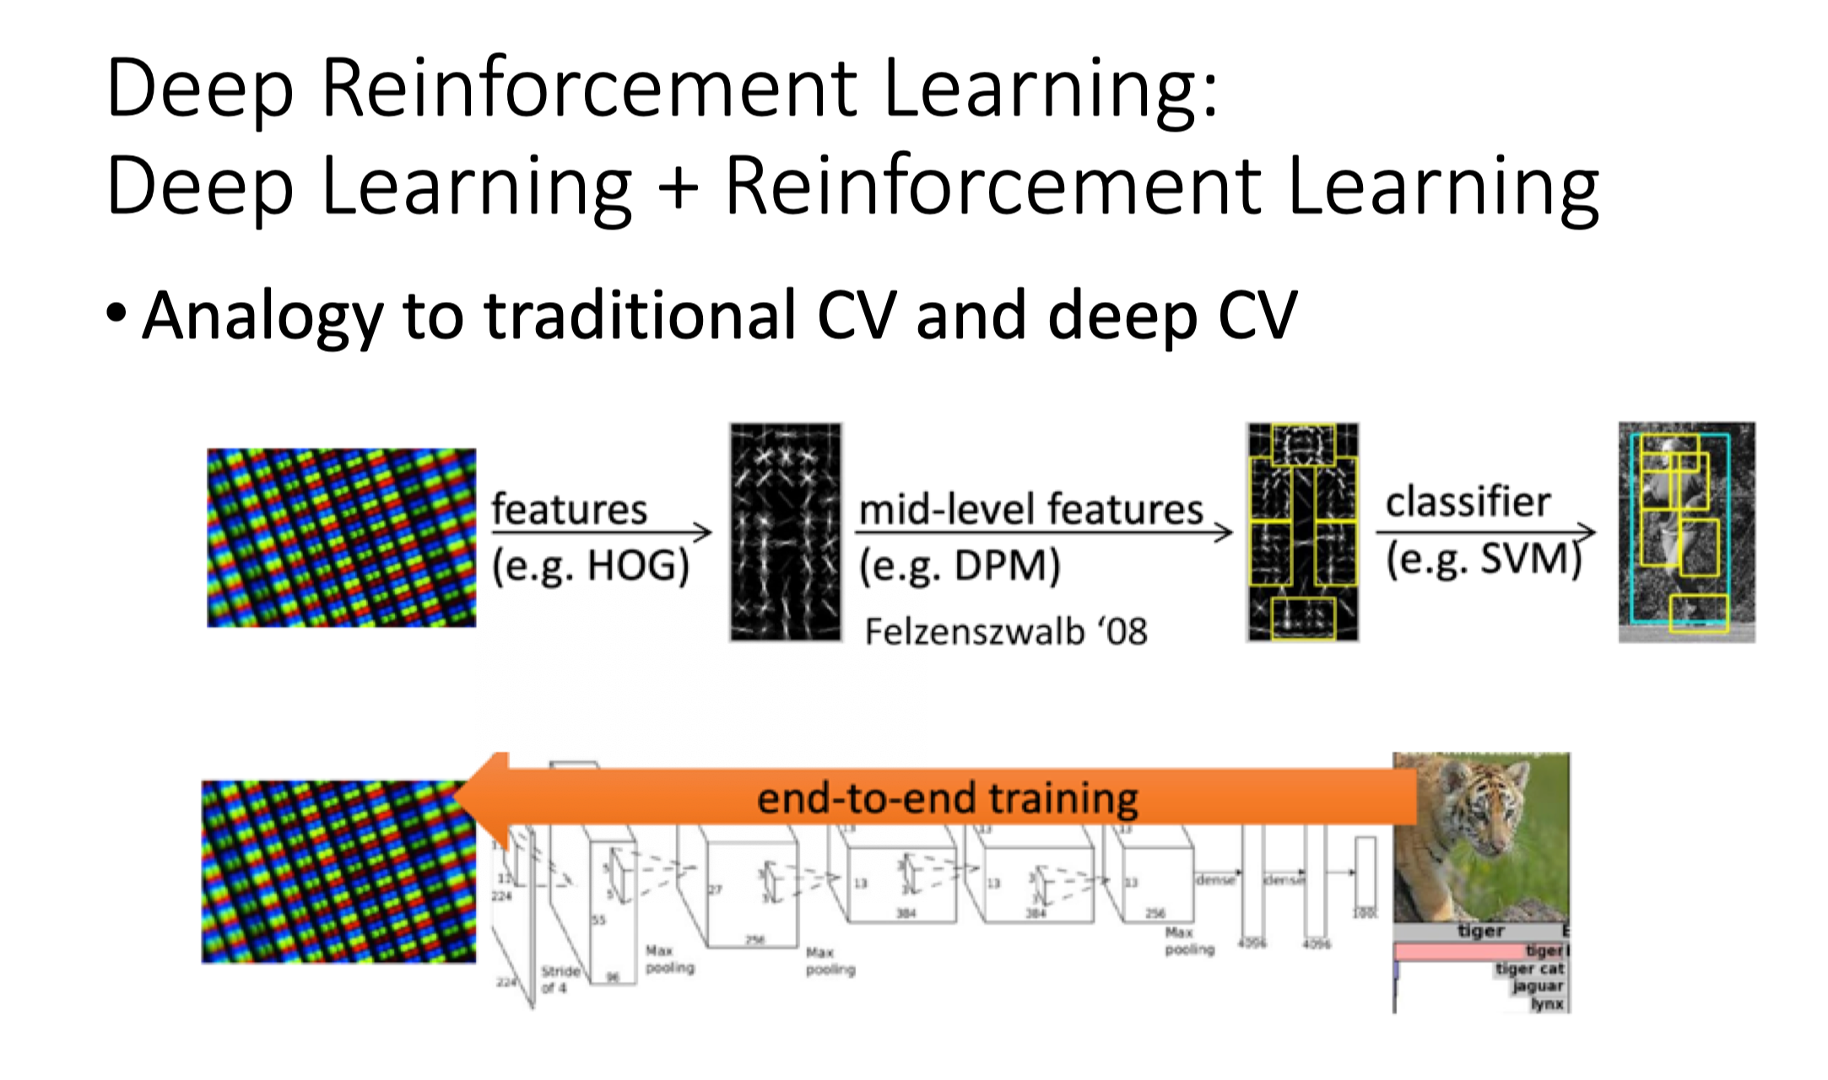 Deep Reinforcement Learning:
Deep Learning + Reinforcement Learning
• Analogy to traditional CV and deep CV
features
(e.g. HOG)
mid-level features
(e.g. DPM)
Felzenszwalb ‘08
classifier
(e.g. SVM)
end-to-end training
11
224
224
Stride
of 4
5
5
55
96
Max
pooling
27
3
3
256
Max
pooling
13
13
3
3
384
13
13
3
3
384
13
13
256
Max
pooling
dense
4096
dense
4096
tiger
tiger
tiger cat
jaguar
lynx